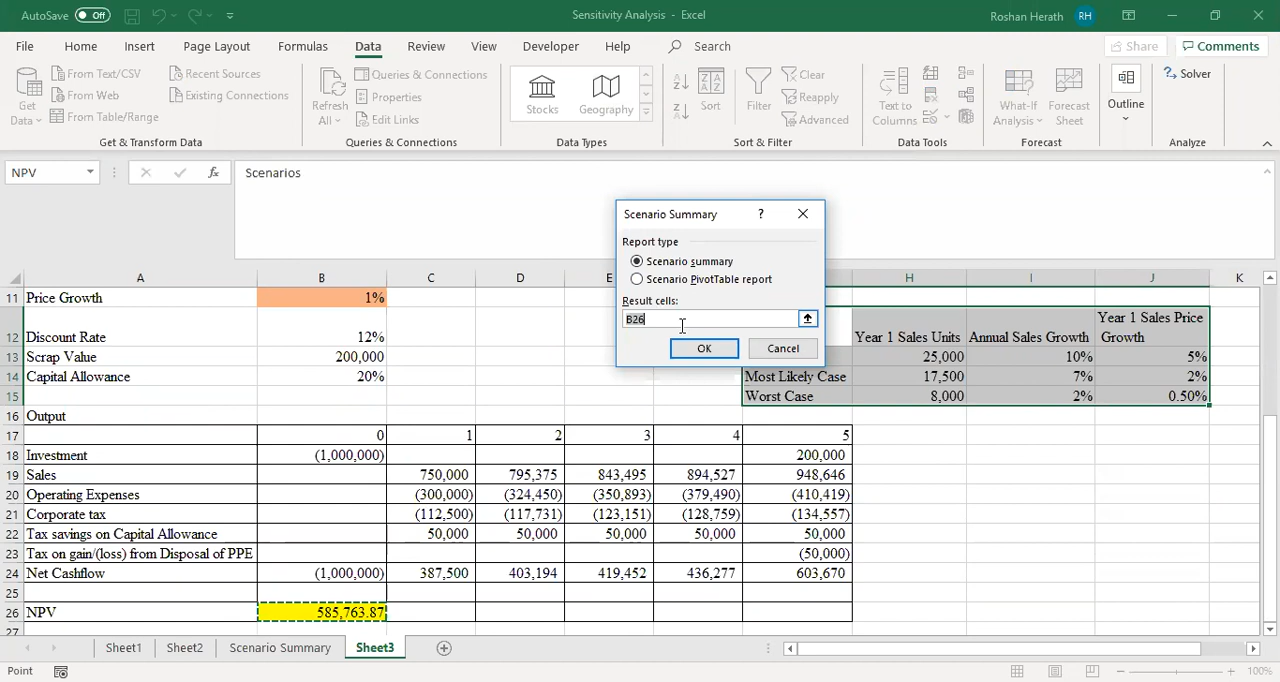 AutoSave Off Sensitivity Analysis - Excel Roshan Herath RH
File Home Insert Page Layout Formulas Data Review View Developer Help Search Share Comments
Get Data From Text/CSV Recent Sources
From Web Existing Connections
From Table/Range
Get & Transform Data
Refresh All Queries & Connections
Properties
Edit Links
Queries & Connections
Stocks Geography
Data Types
Sort Filter Clear
Reapply
Advanced
Sort & Filter
Text to Columns
Data Tools
What-If Analysis Forecast Sheet
Forecast
Outline
Solver
Analyze
NPV fx Scenarios
A B C D E H I J K
11 Price Growth 1%
12 Discount Rate 12% Year 1 Sales Units Annual Sales Growth Year 1 Sales Price Growth
13 Scrap Value 200,000 25,000 10% 5%
14 Capital Allowance 20% Most Likely Case 17,500 7% 2%
15 Worst Case 8,000 2% 0.50%
16 Output
17 0 1 2 3 4 5
18 Investment (1,000,000) 200,000
19 Sales 750,000 795,375 843,495 894,527 948,646
20 Operating Expenses (300,000) (324,450) (350,893) (379,490) (410,419)
21 Corporate tax (112,500) (117,731) (123,151) (128,759) (134,557)
22 Tax savings on Capital Allowance 50,000 50,000 50,000 50,000 50,000
23 Tax on gain/(loss) from Disposal of PPE (50,000)
24 Net Cashflow (1,000,000) 387,500 403,194 419,452 436,277 603,670
25
26 NPV 585,763.87
27
Scenario Summary ?
Report type
Scenario summary
Scenario PivotTable report
Result cells:
B26
OK Cancel
Sheet1 Sheet2 Scenario Summary Sheet3
Point 100%